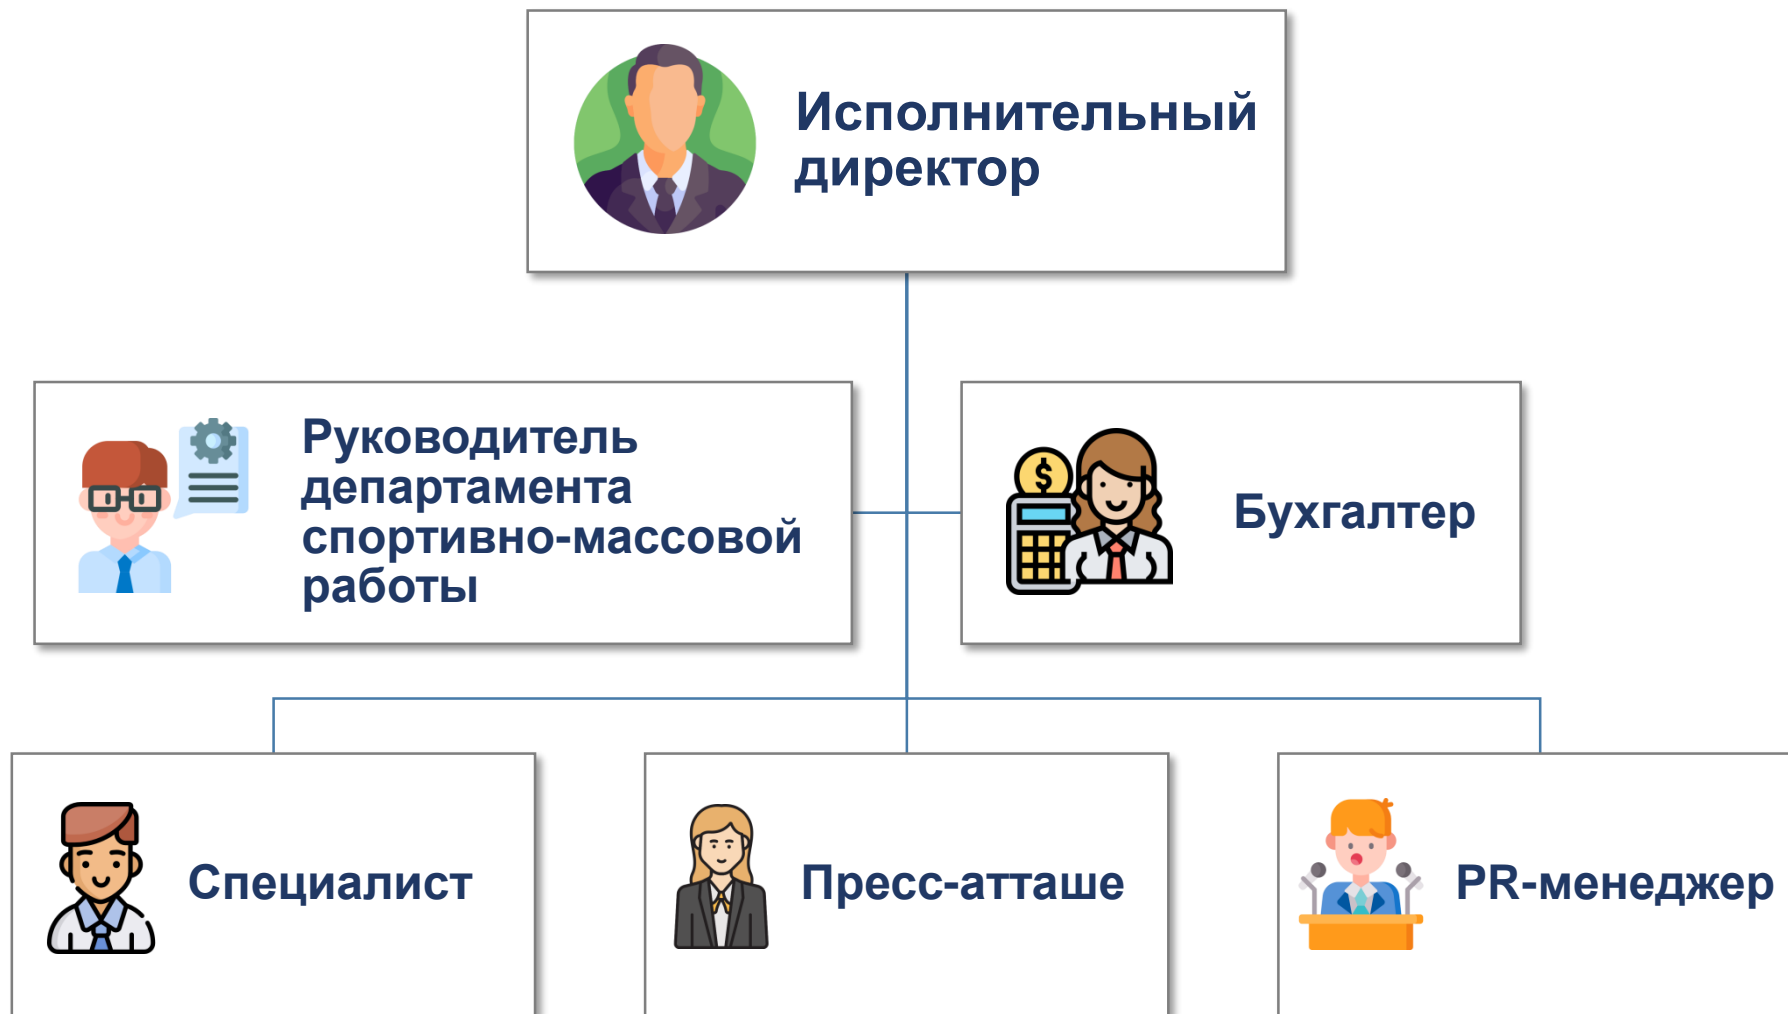 Исполнительный
директор
Руководитель
департамента
спортивно-массовой
работы
$
Бухгалтер
Специалист
Пресс-атташе
PR-менеджер